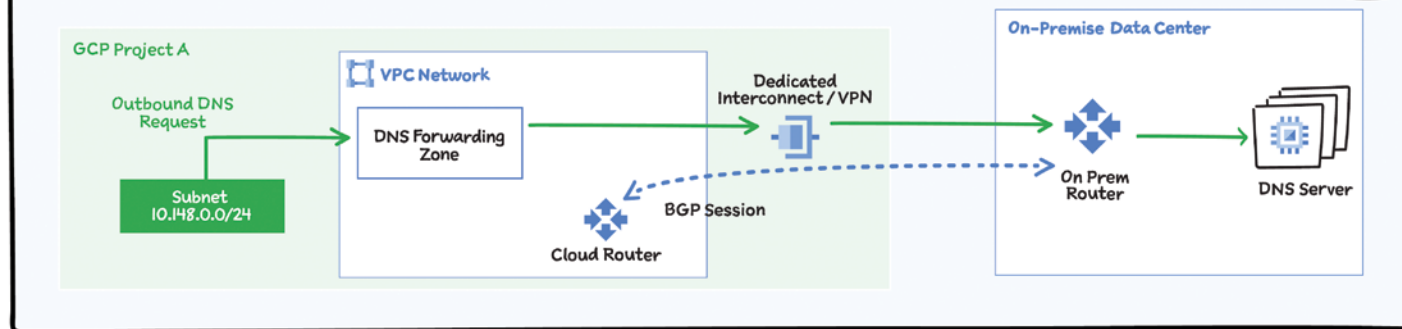 GCP Project A
Outbound DNS
Request
Subnet
10.148.0.0/24
VPC Network
DNS Forwarding
Zone
Cloud Router
BGP Session
Dedicated
Interconnect / VPN
On-Premise Data Center
On Prem
Router
DNS Server